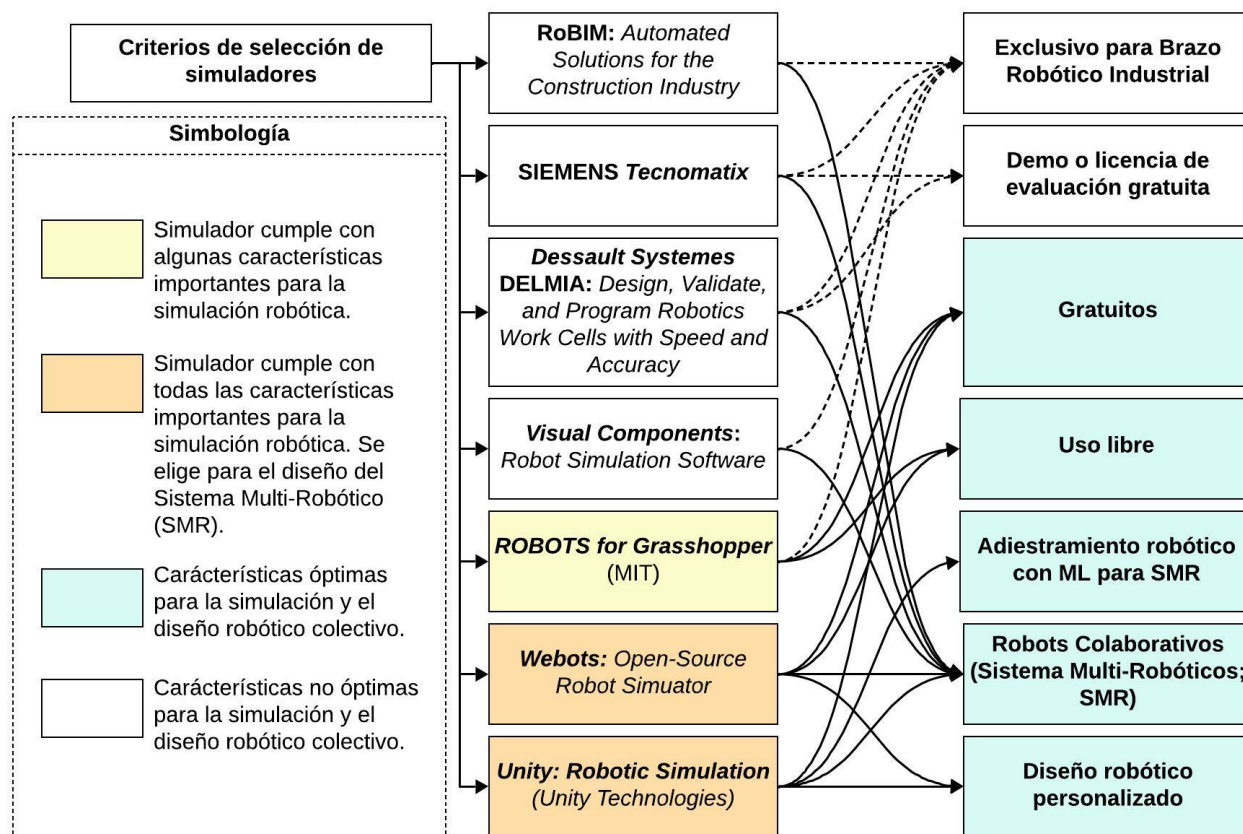 Criterios de selección de
simuladores
Simbología
Simulador cumple con
algunas características
importantes para la
simulación robótica.
Simulador cumple con
todas las características
importantes para la
simulación robótica. Se
elige para el diseño del
Sistema Multi-Robótico
(SMR).
Carácterísticas óptimas
para la simulación y el
diseño robótico colectivo.
Carácterísticas no óptimas
para la simulación y el
diseño robótico colectivo.
RoBIM: Automated
Solutions for the
Construction Industry
SIEMENS Tecnomatix
Dessault Systemes
DELMIA: Design, Validate,
and Program Robotics
Work Cells with Speed and
Accuracy
Visual Components:
Robot Simulation Software
ROBOTS for Grasshopper
(MIT)
Webots: Open-Source
Robot Simuator
Unity: Robotic Simulation
(Unity Technologies)
Exclusivo para Brazo
Robótico Industrial
Demo o licencia de
evaluación gratuita
Gratuitos
Uso libre
Adiestramiento robótico
con ML para SMR
Robots Colaborativos
(Sistema Multi-Robóticos;
SMR)
Diseño robótico
personalizado